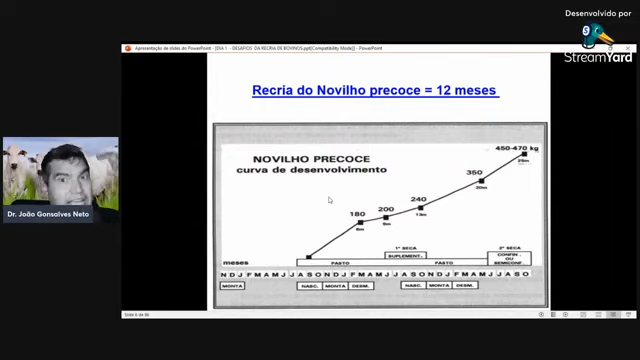 Desenvolvido por
StreamYard
Apresentação de slides do PowerPoint - [DIA 1 - DESAFIOS DA RECRIA DE BOVINOS.ppt [Compatibility Mode]] - PowerPoint
Recria do Novilho precoce = 12 meses
NOVILHO PRECOCE
curva de desenvolvimento
450-470 kg
25m
350
20m
240
13m
200
9m
180
6m
Dr. João Gonsalves Neto
1ª SECA
2ª SECA
meses
PASTO
SUPLEMENT.
PASTO
CONFIN.
OU
SEMICONF.
N D J F M A M J J A S O N D J F M A M J J A S O N D J F M A M J J A S O
MONTA
NASC.
MONTA
DESM.
NASC.
MONTA
DESM.